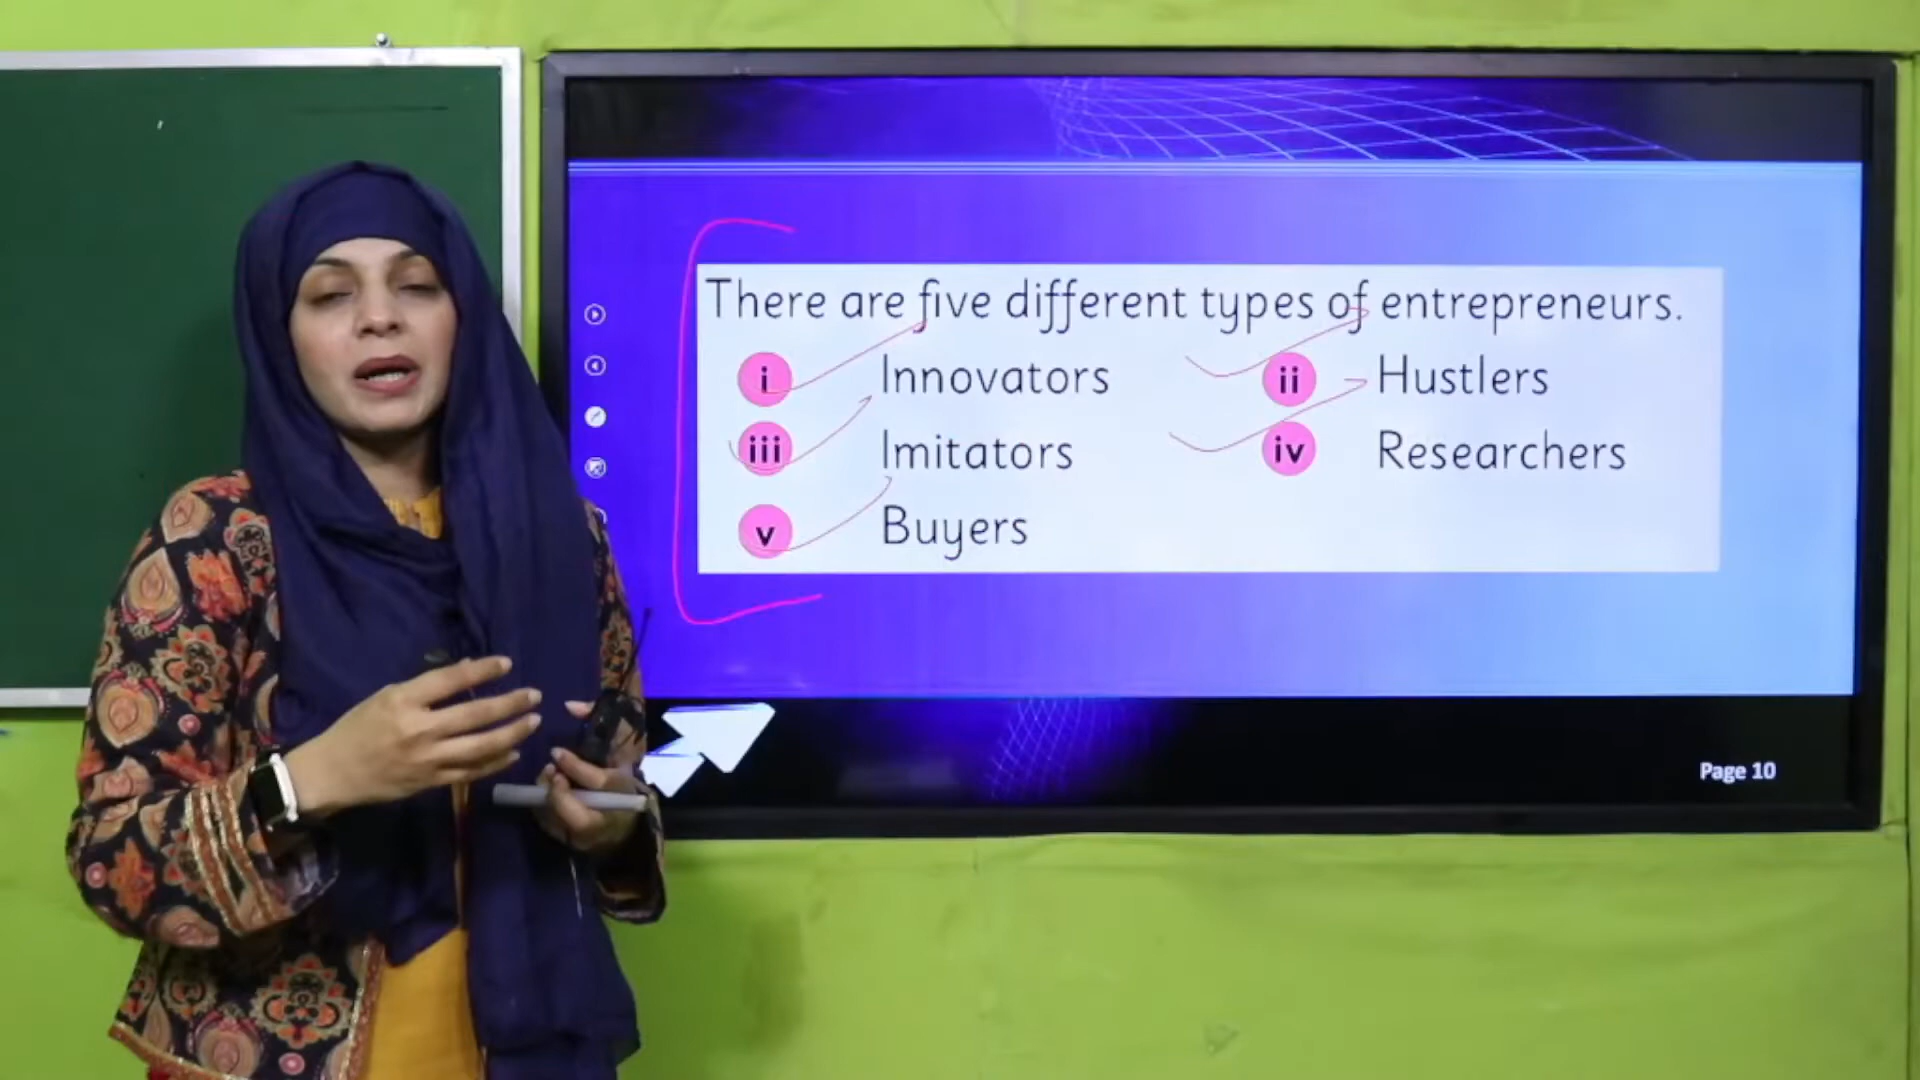 There are five different types of entrepreneurs.
i Innovators ii Hustlers
iii Imitators iv Researchers
v Buyers
Page 10